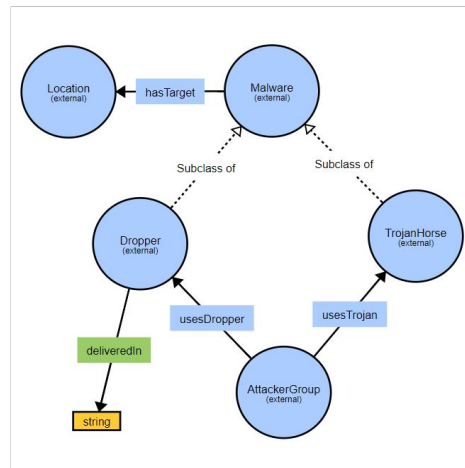 Location
(external)
hasTarget
Malware
(external)
Subclass of
Subclass of
Dropper
(external)
TrojanHorse
(external)
usesDropper
usesTrojan
deliveredIn
AttackerGroup
(external)
string